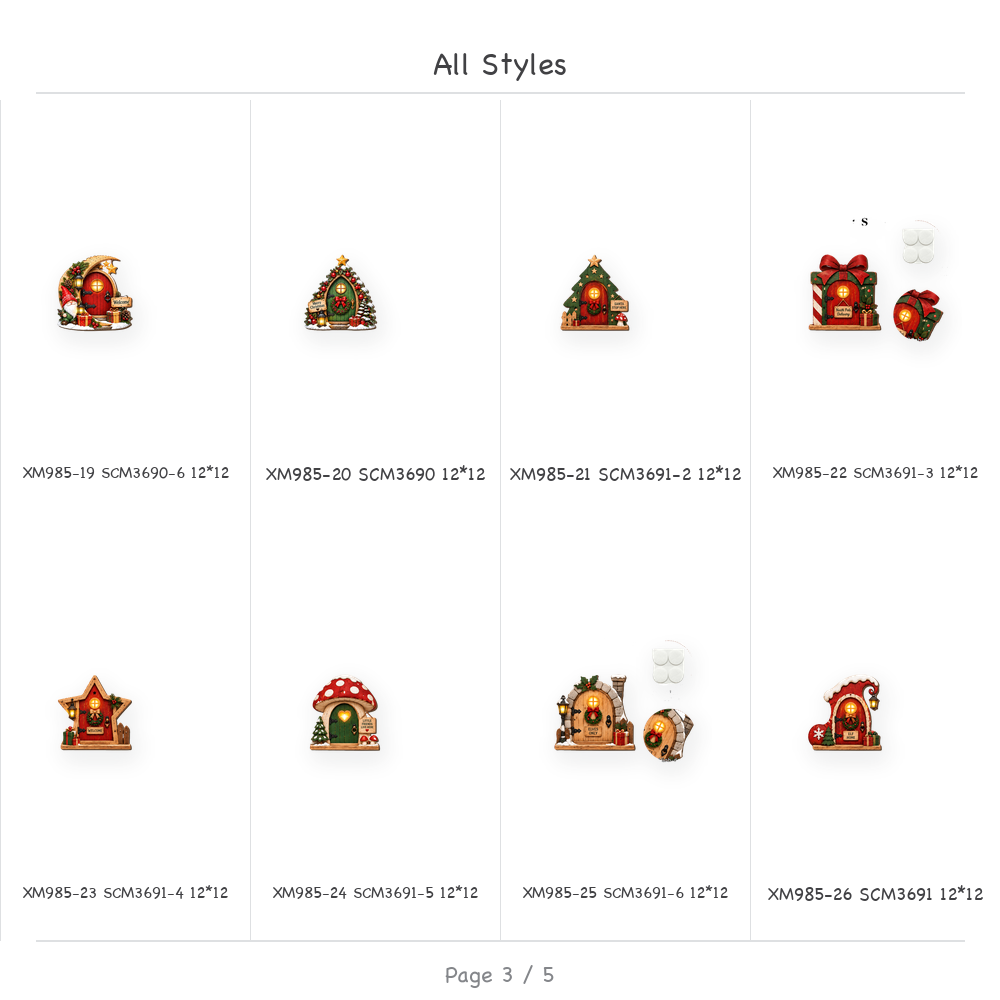 All Styles
s
Welcome
XM985-19 SCM3690-6 12*12
XM985-20 SCM3690 12*12
XM985-21 SCM3691-2 12*12
XM985-22 SCM3691-3 12*12
WELCOME
XM985-23 SCM3691-4 12*12
XM985-24 SCM3691-5 12*12
XM985-25 SCM3691-6 12*12
XM985-26 SCM3691 12*12
Page 3 / 5